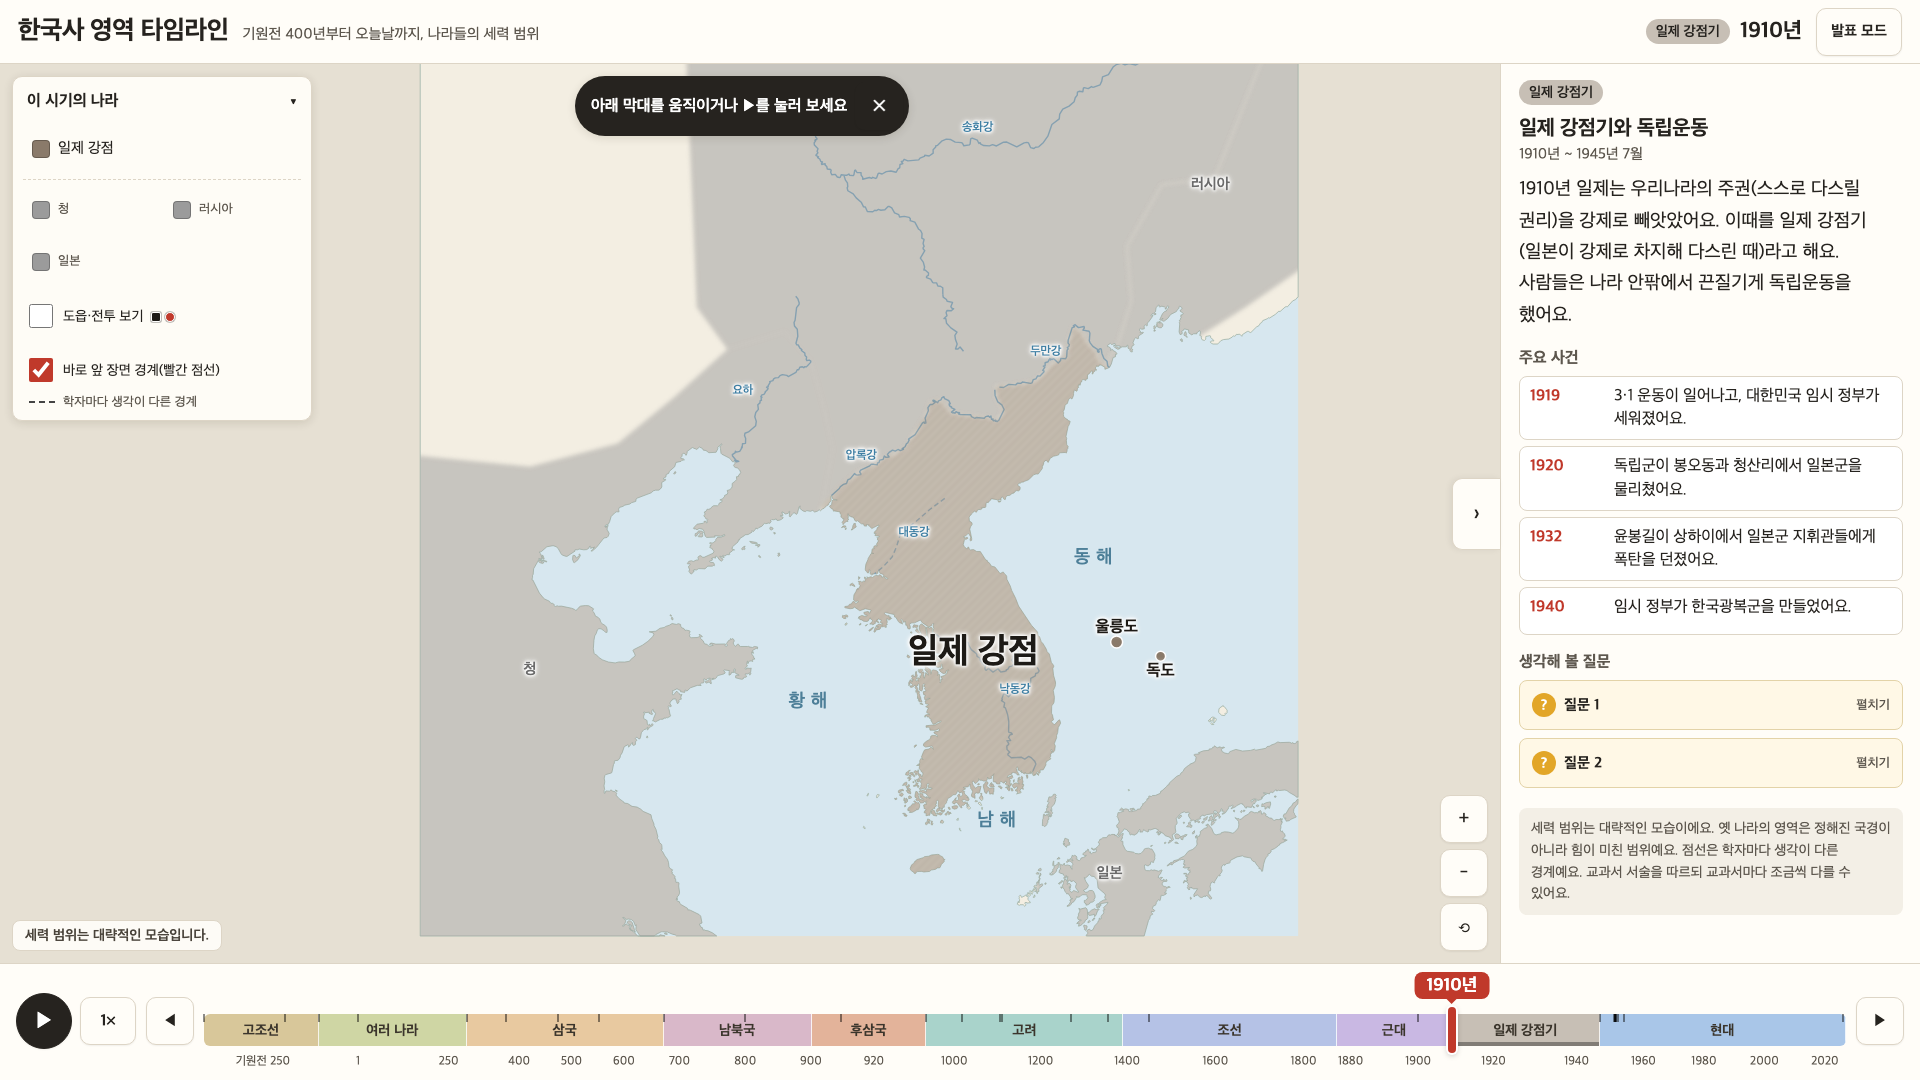 한국사 영역 타임라인
기원전 400년부터 오늘날까지, 나라들의 세력 범위
일제 강점기
1910년
발표 모드
이 시기의 나라
▼
일제 강점
청
러시아
일본
도읍·전투 보기
바로 앞 장면 경계(빨간 점선)
학자마다 생각이 다른 경계
아래 막대를 움직이거나 ▶를 눌러 보세요 ✕
송화강
러시아
두만강
요하
압록강
대동강
동 해
울릉도
독도
일제 강점
낙동강
청
황 해
남 해
일본
세력 범위는 대략적인 모습입니다.
›
+
−
⟲
일제 강점기
일제 강점기와 독립운동
1910년 ~ 1945년 7월
1910년 일제는 우리나라의 주권(스스로 다스릴
권리)을 강제로 빼앗았어요. 이때를 일제 강점기
(일본이 강제로 차지해 다스린 때)라고 해요.
사람들은 나라 안팎에서 끈질기게 독립운동을
했어요.
주요 사건
1919 3·1 운동이 일어나고, 대한민국 임시 정부가
세워졌어요.
1920 독립군이 봉오동과 청산리에서 일본군을
물리쳤어요.
1932 윤봉길이 상하이에서 일본군 지휘관들에게
폭탄을 던졌어요.
1940 임시 정부가 한국광복군을 만들었어요.
생각해 볼 질문
? 질문 1 펼치기
? 질문 2 펼치기
세력 범위는 대략적인 모습이에요. 옛 나라의 영역은 정해진 국경이
아니라 힘이 미친 범위예요. 점선은 학자마다 생각이 다른
경계예요. 교과서 서술을 따르되 교과서마다 조금씩 다를 수
있어요.
1910년
▶ 1× ◀
고조선 여러 나라 삼국 남북국 후삼국 고려 조선 근대 일제 강점기 현대
▶
기원전 250 1 250 400 500 600 700 800 900 920 1000 1200 1400 1600 1800 1880 1900 1920 1940 1960 1980 2000 2020